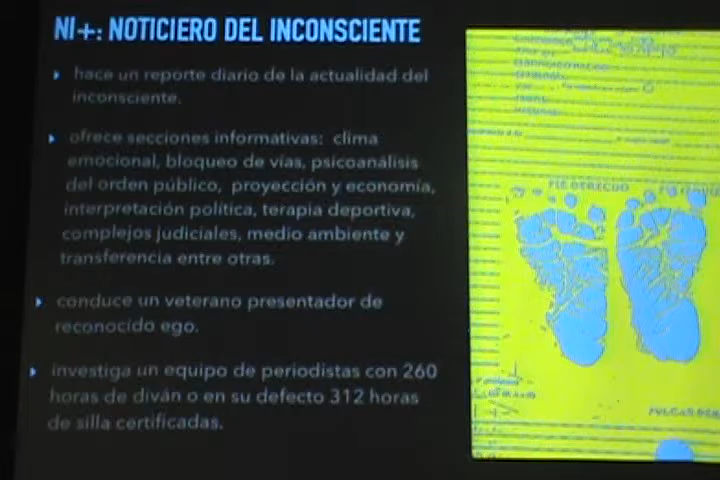 NI+: NOTICIERO DEL INCONSCIENTE
hace un reporte diario de la actualidad del
inconsciente.
ofrece secciones informativas: clima
emocional, bloqueo de vías, psicoanálisis
del orden público, proyección y economía,
interpretación política, terapia deportiva,
complejos judiciales, medio ambiente y
transferencia entre otras.
conduce un veterano presentador de
reconocido ego.
investiga un equipo de periodistas con 260
horas de diván o en su defecto 312 horas
de silla certificadas.
PIE DERECHO